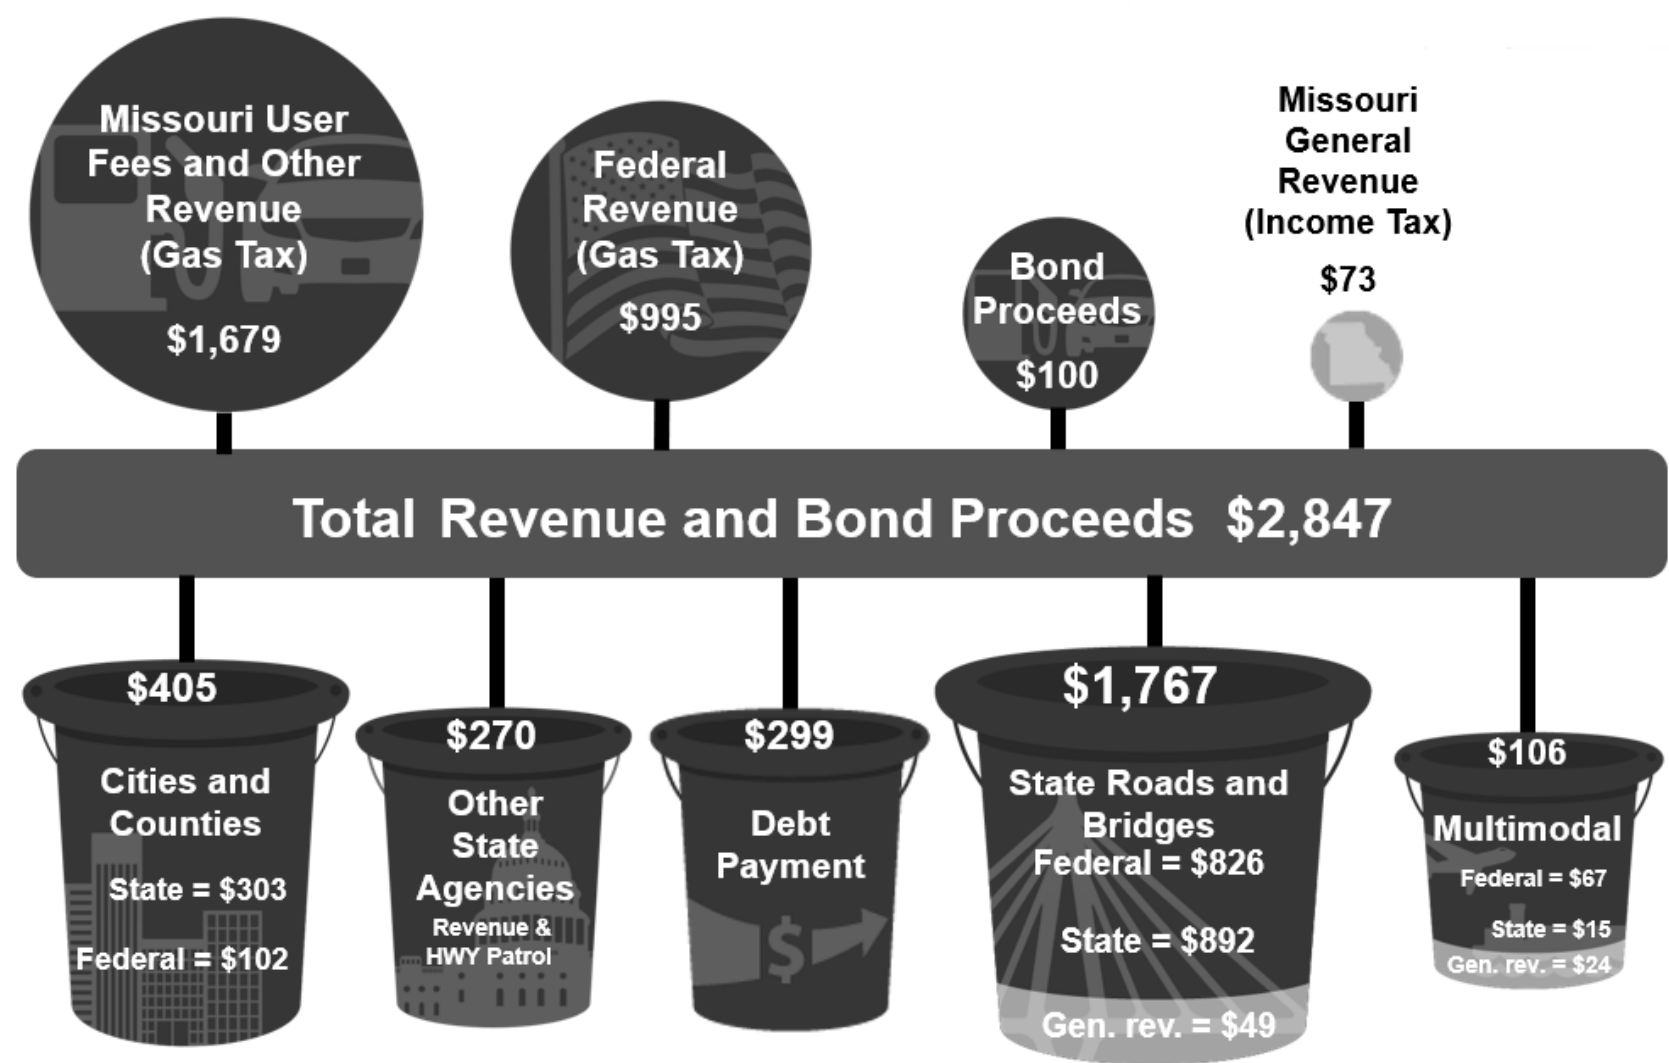 Missouri User
Fees and Other
Revenue
(Gas Tax)
$1,679
Federal
Revenue
(Gas Tax)
$995
Bond
Proceeds
$100
Missouri
General
Revenue
(Income Tax)
$73
Total Revenue and Bond Proceeds $2,847
$405
Cities and
Counties
State = $303
Federal = $102
$270
Other
State
Agencies
Revenue &
HWY Patrol
$299
Debt
Payment
$
$1,767
State Roads and
Bridges
Federal = $826
State = $892
Gen. rev. = $49
$106
Multimodal
Federal = $67
State = $15
Gen. rev. = $24